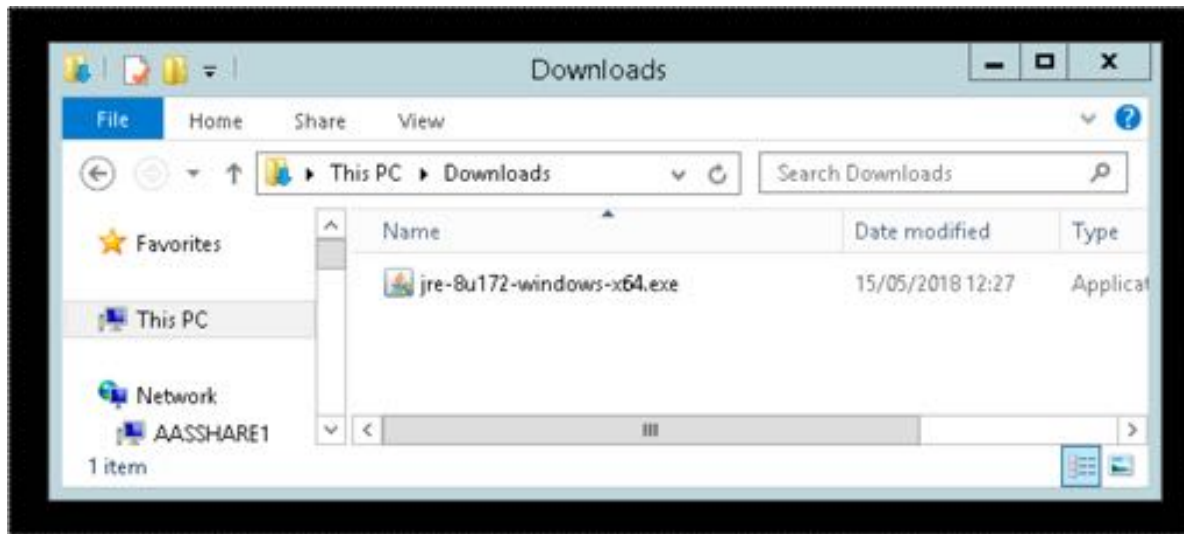 Downloads
File Home Share View
This PC Downloads Search Downloads
Favorites
This PC
Network
AASSHARE1
Name Date modified Type
jre-8u172-windows-x64.exe 15/05/2018 12:27 Applicat
1 item